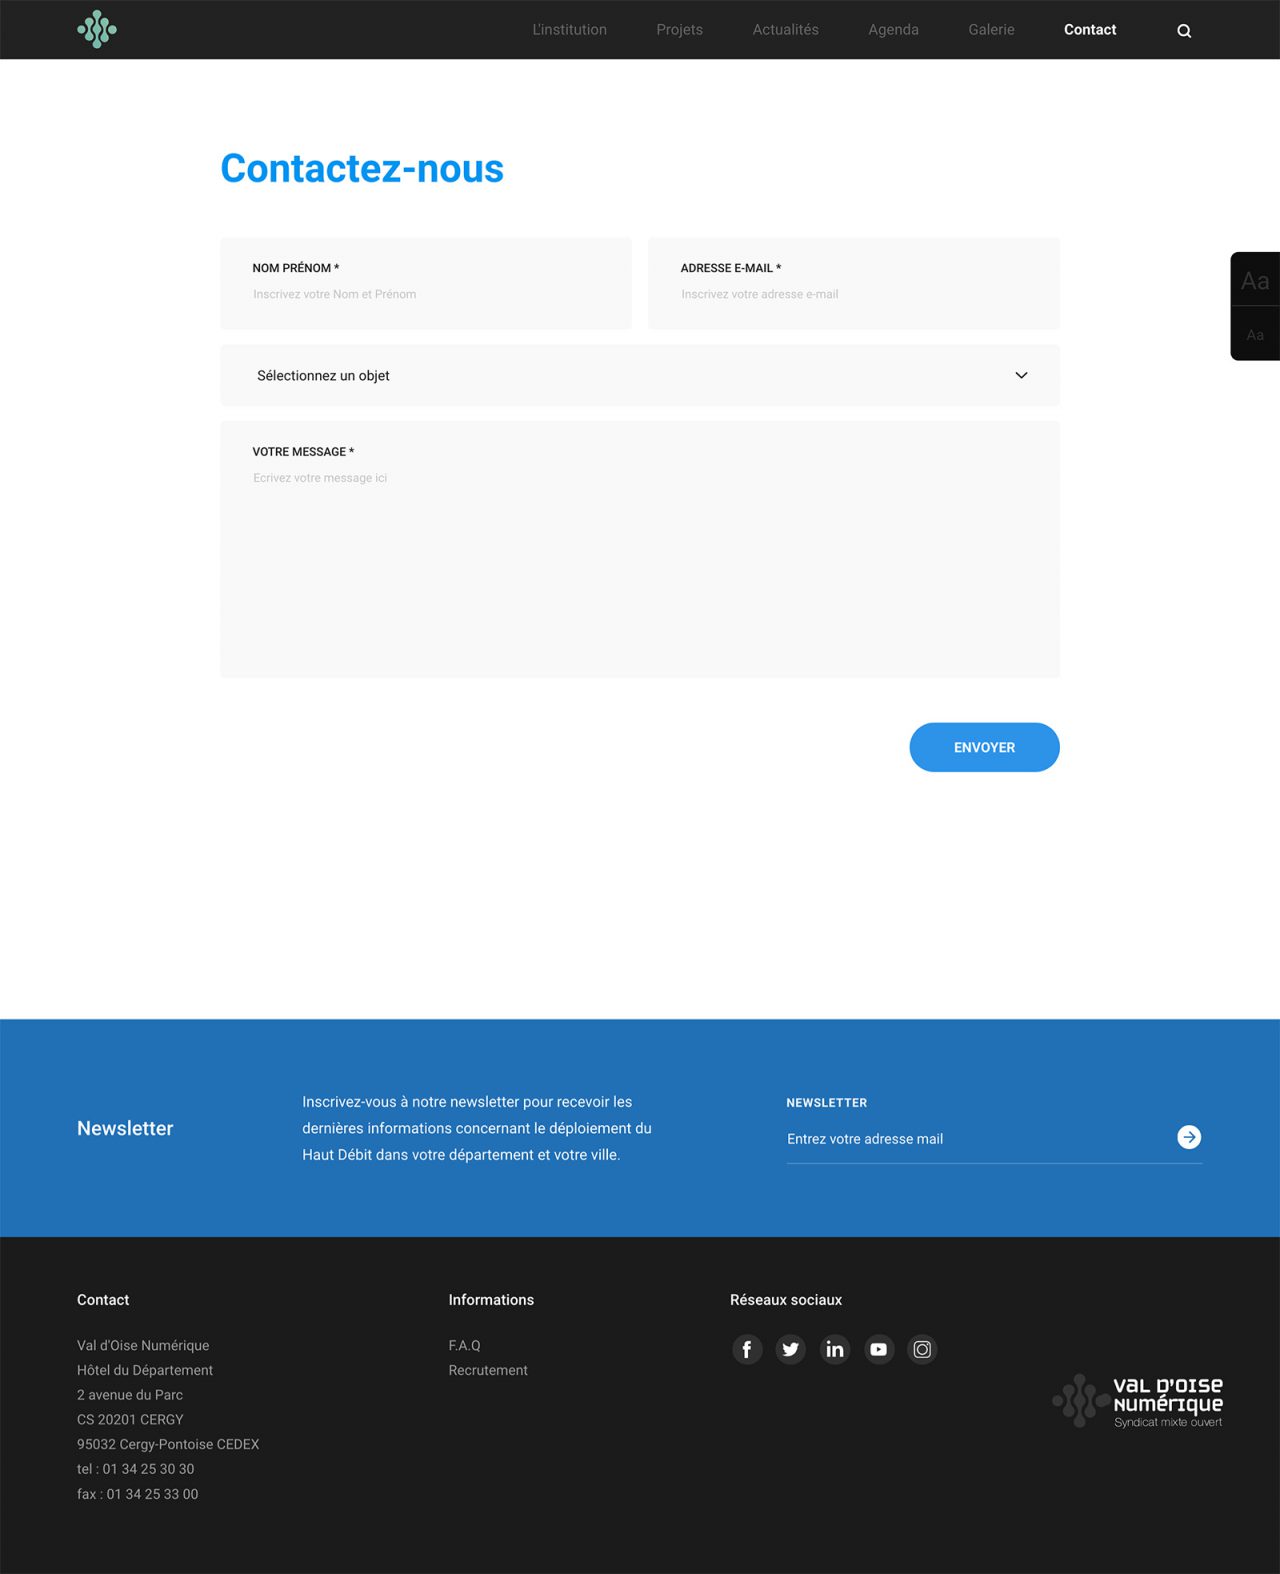 L'institution
Projets
Actualités
Agenda
Galerie
Contact
Contactez-nous
NOM PRÉNOM *
Inscrivez votre Nom et Prénom
ADRESSE E-MAIL *
Inscrivez votre adresse e-mail
Aa
Aa
Sélectionnez un objet
VOTRE MESSAGE *
Ecrivez votre message ici
ENVOYER
Newsletter
Inscrivez-vous à notre newsletter pour recevoir les
dernières informations concernant le déploiement du
Haut Débit dans votre département et votre ville.
NEWSLETTER
Entrez votre adresse mail
Contact
Val d'Oise Numérique
Hôtel du Département
2 avenue du Parc
CS 20201 CERGY
95032 Cergy-Pontoise CEDEX
tel : 01 34 25 30 30
fax : 01 34 25 33 00
Informations
F.A.Q
Recrutement
Réseaux sociaux
VAL D'OISE
NUMÉRIQUE
Syndicat mixte ouvert